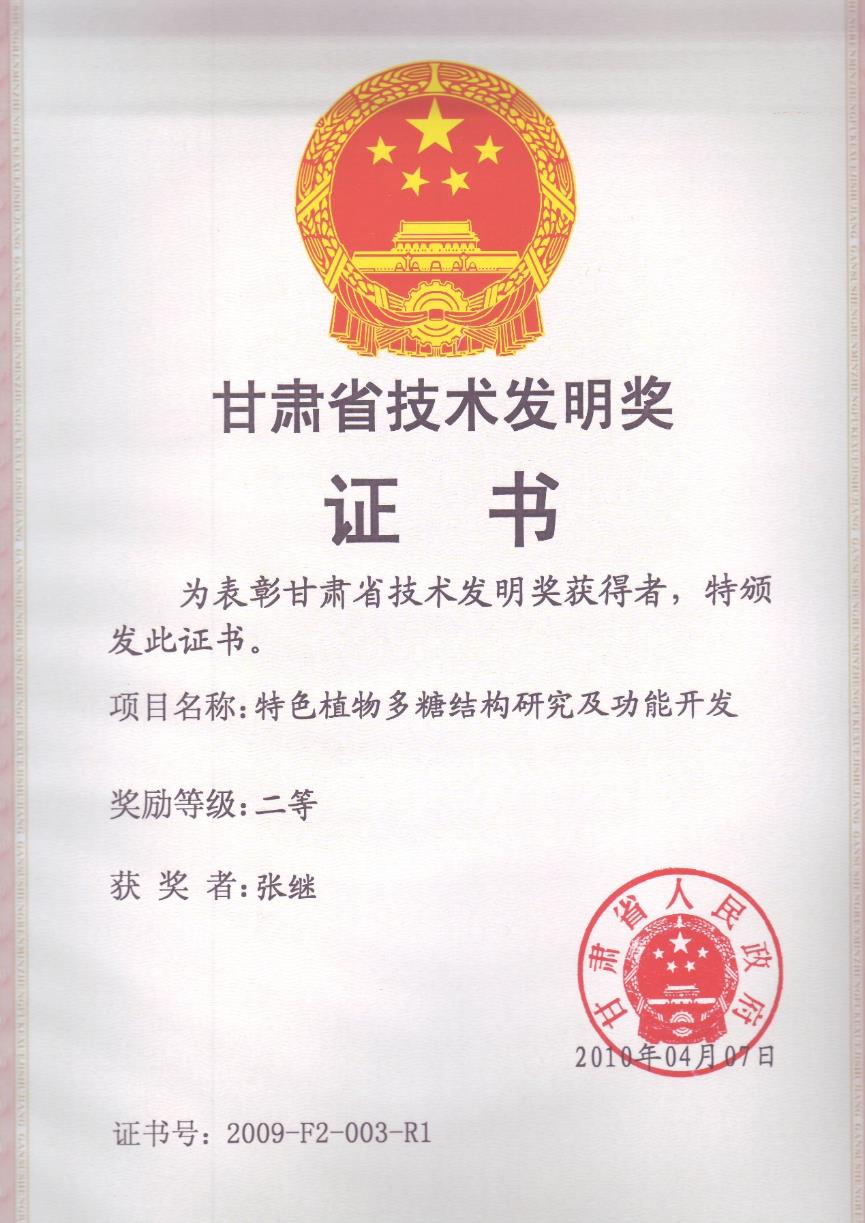 甘肃省技术发明奖
证 书
为表彰甘肃省技术发明奖获得者，特颁
发此证书。
项目名称:特色植物多糖结构研究及功能开发
奖励等级:二等
获 奖 者:张继
甘肃省人民政府
2010年04月07日
证书号：2009-F2-003-R1